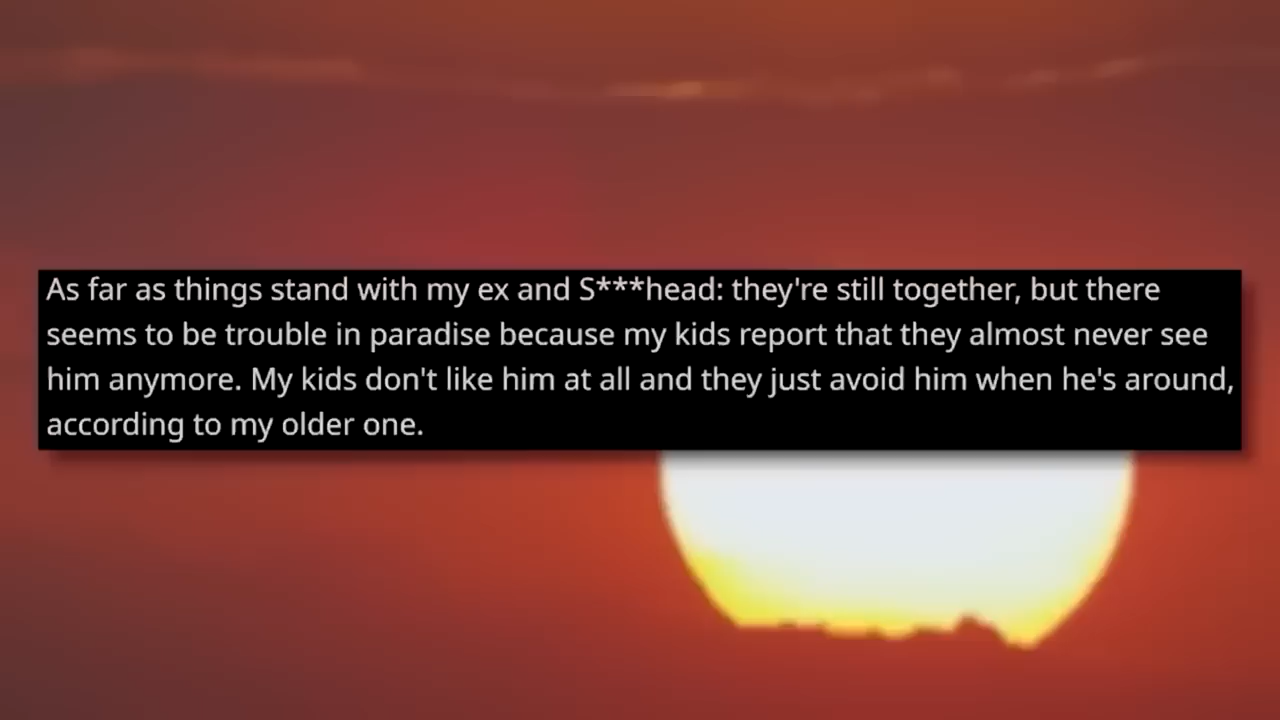 As far as things stand with my ex and S***head: they're still together, but there
seems to be trouble in paradise because my kids report that they almost never see
him anymore. My kids don't like him at all and they just avoid him when he's around,
according to my older one.